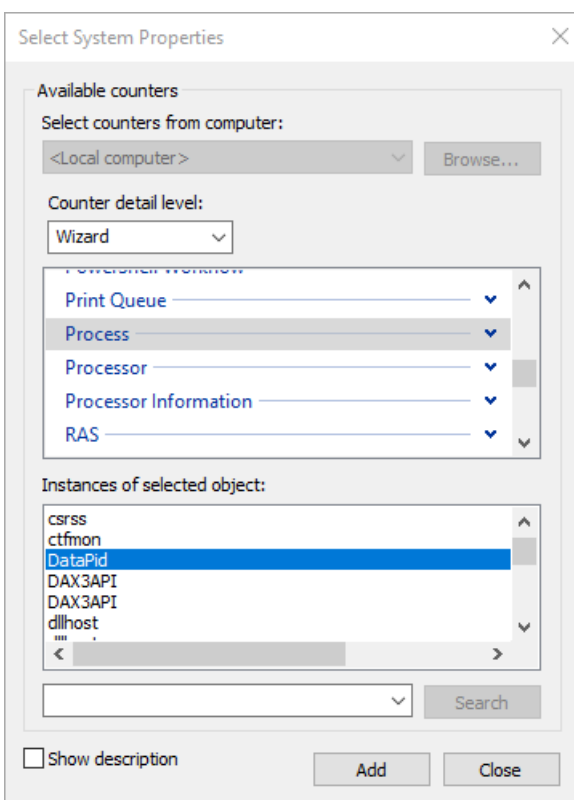 Select System Properties
Available counters
Select counters from computer:
<Local computer>
Browse...
Counter detail level:
Wizard
PowerShell Workflow
Print Queue
Process
Processor
Processor Information
RAS
Instances of selected object:
csrss
ctfmon
DataPid
DAX3API
DAX3API
dllhost
Search
Show description
Add
Close